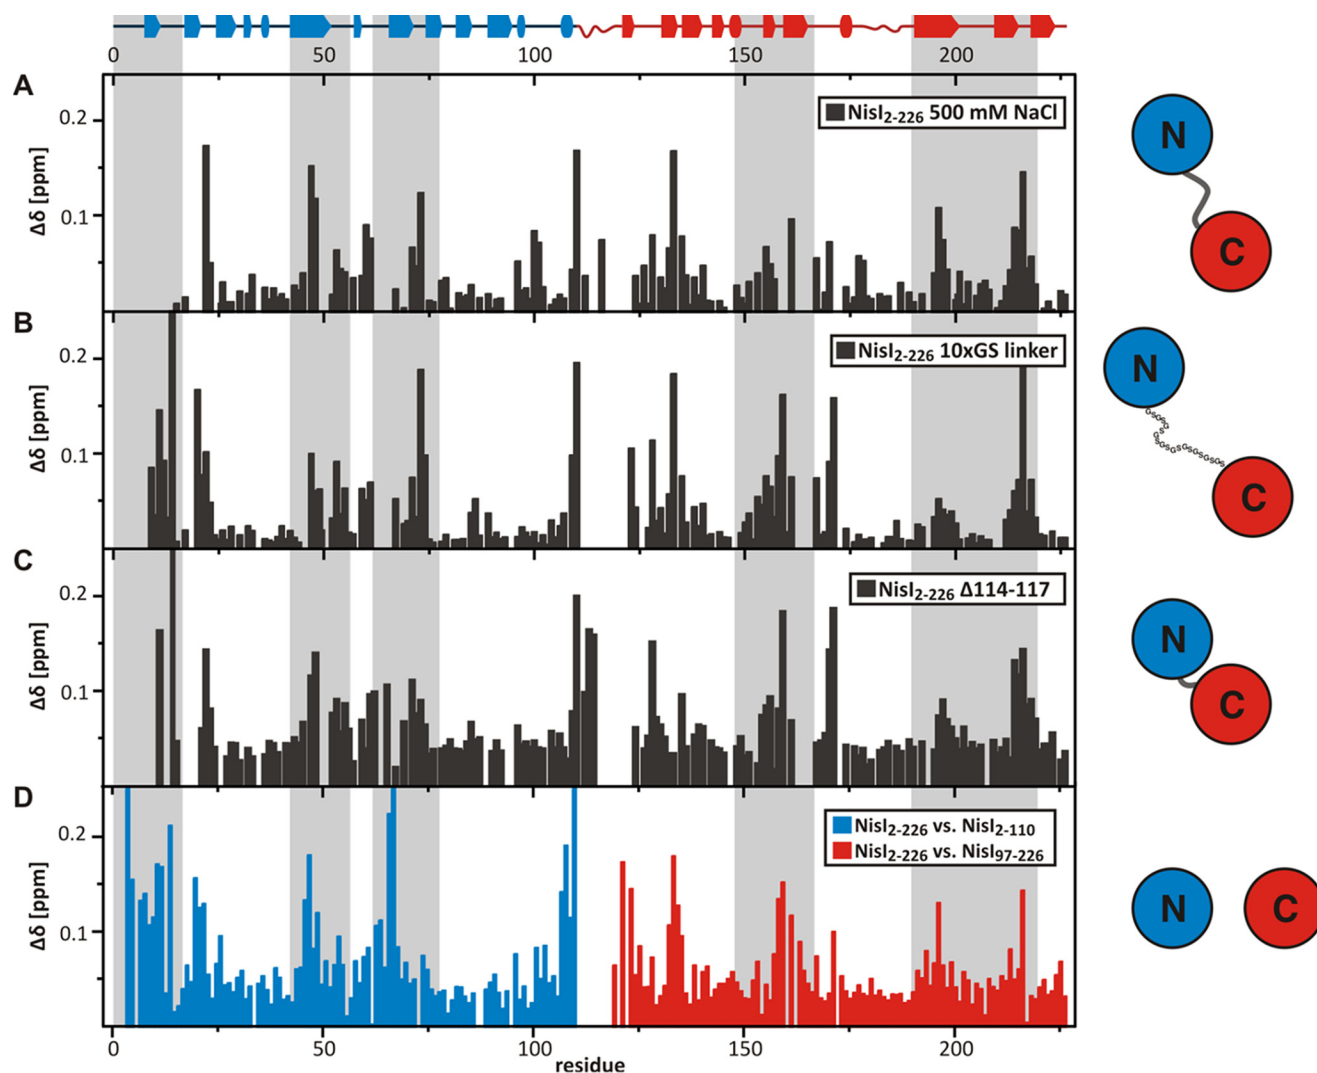 0 50 100 150 200
A
0.2
0.1
Δδ [ppm]
NisI2-226 500 mM NaCl
N
C
B
0.2
0.1
Δδ [ppm]
NisI2-226 10xGS linker
N
C
C
0.2
0.1
Δδ [ppm]
NisI2-226 Δ114-117
N
C
D
0.2
0.1
Δδ [ppm]
NisI2-226 vs. NisI2-110
NisI2-226 vs. NisI97-226
N C
0 50 100 150 200
residue